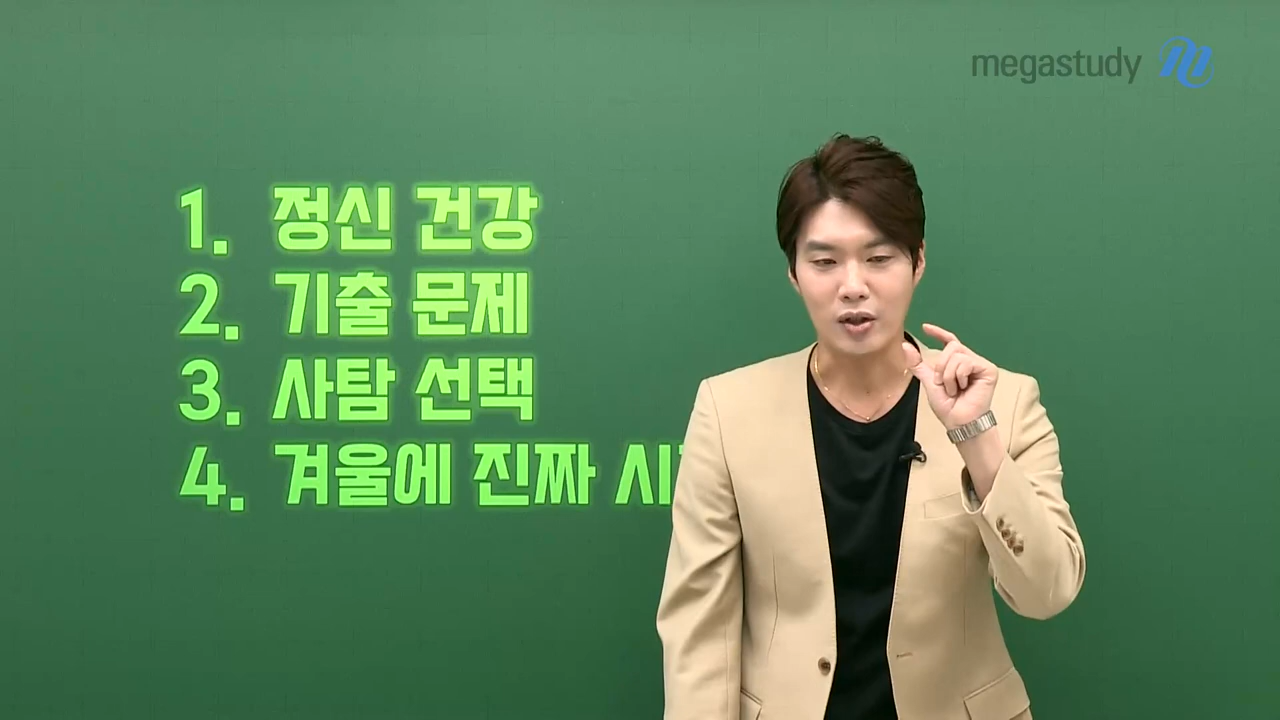 megastudy
1. 정신 건강
2. 기출 문제
3. 사탐 선택
4. 겨울에 진짜